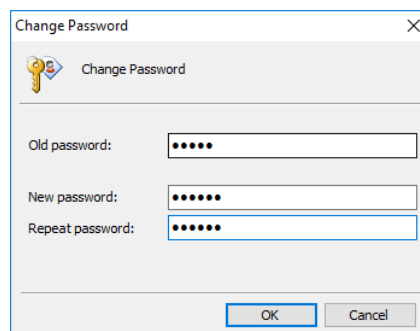 Change Password
Change Password
Old password: •••••
New password: ••••••
Repeat password: ••••••
OK Cancel